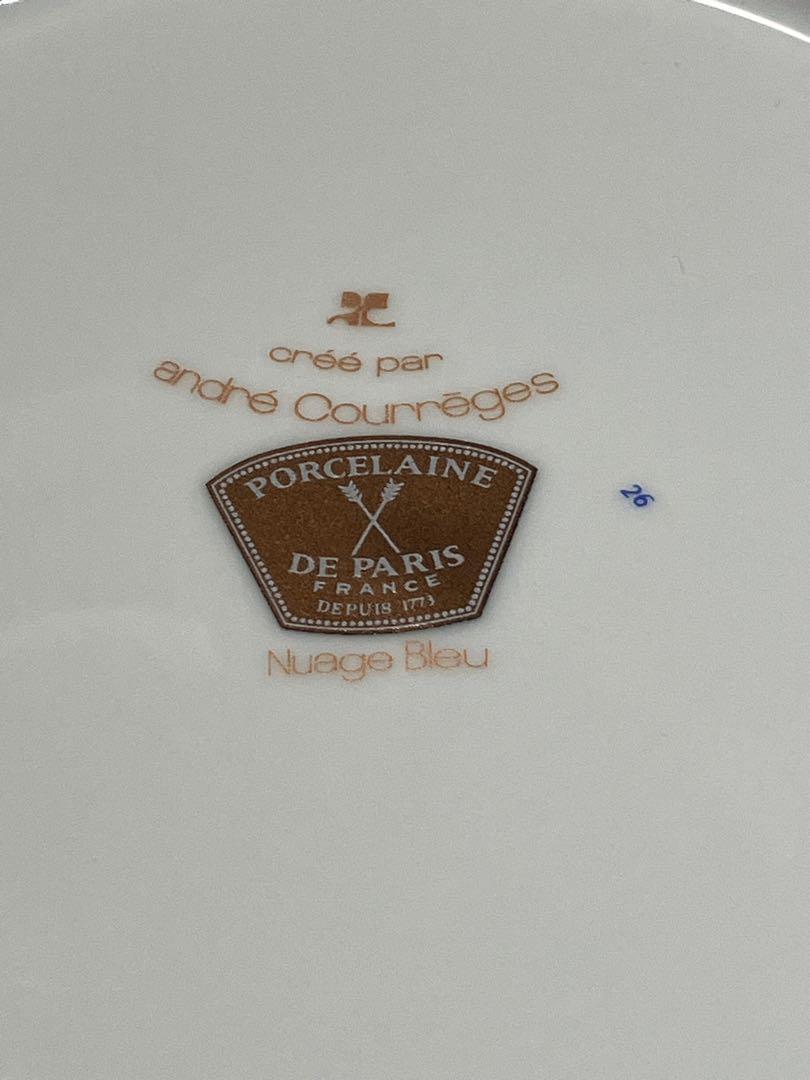 créé par
andré Courrèges
PORCELAINE
DE PARIS
FRANCE
DEPUIS 1773
Nuage Bleu
26